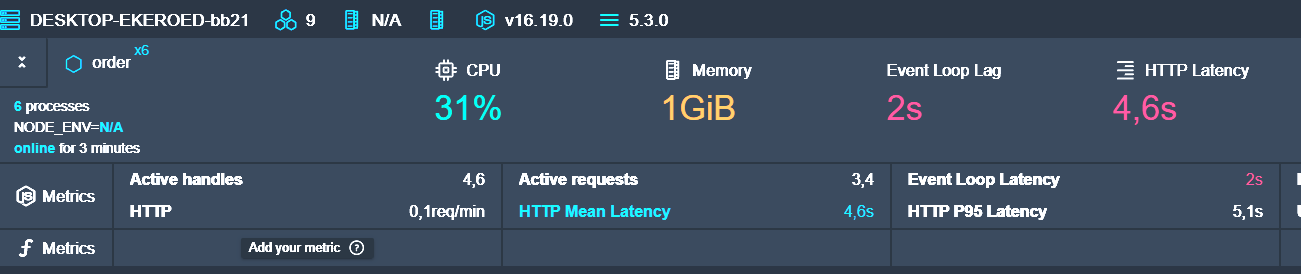 DESKTOP-EKEROED-bb21 9 N/A v16.19.0 5.3.0
order x6
CPU Memory Event Loop Lag HTTP Latency
31% 1GiB 2s 4,6s
6 processes
NODE_ENV=N/A
online for 3 minutes
Metrics
Active handles 4,6 Active requests 3,4 Event Loop Latency 2s
HTTP 0,1req/min HTTP Mean Latency 4,6s HTTP P95 Latency 5,1s
Metrics Add your metric ?